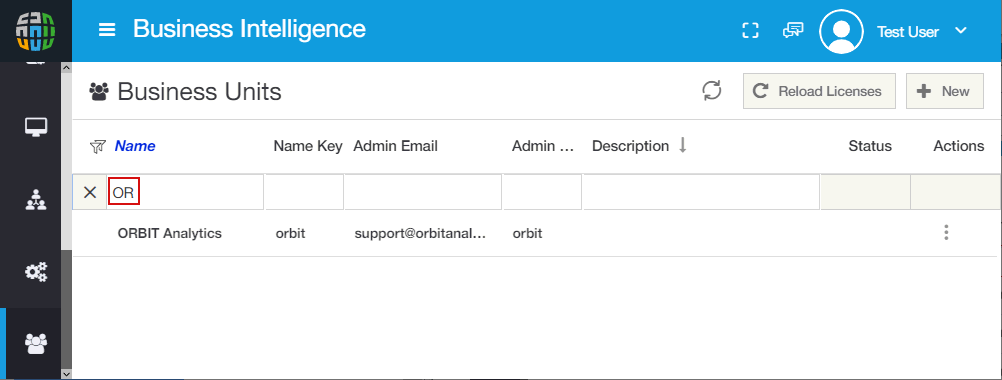 Business Intelligence
Test User
Business Units
Reload Licenses
New
Name Name Key Admin Email Admin ... Description Status Actions
OR
ORBIT Analytics orbit support@orbitanal... orbit